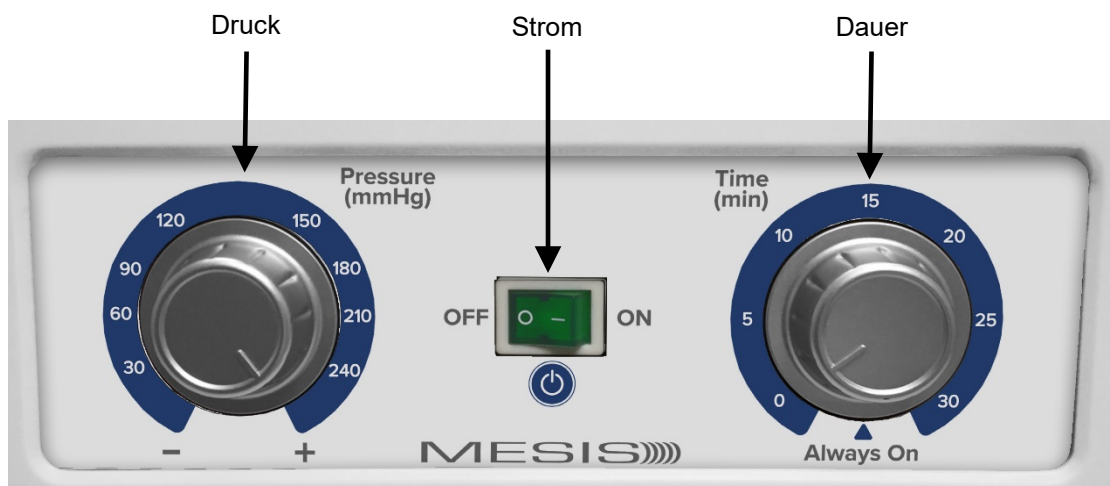 Druck
Strom
Dauer
Pressure
(mmHg)
120
150
90
180
60
210
30
240
-
+
OFF
O
–
ON
MESIS
Time
(min)
15
10
20
5
25
0
30
Always On